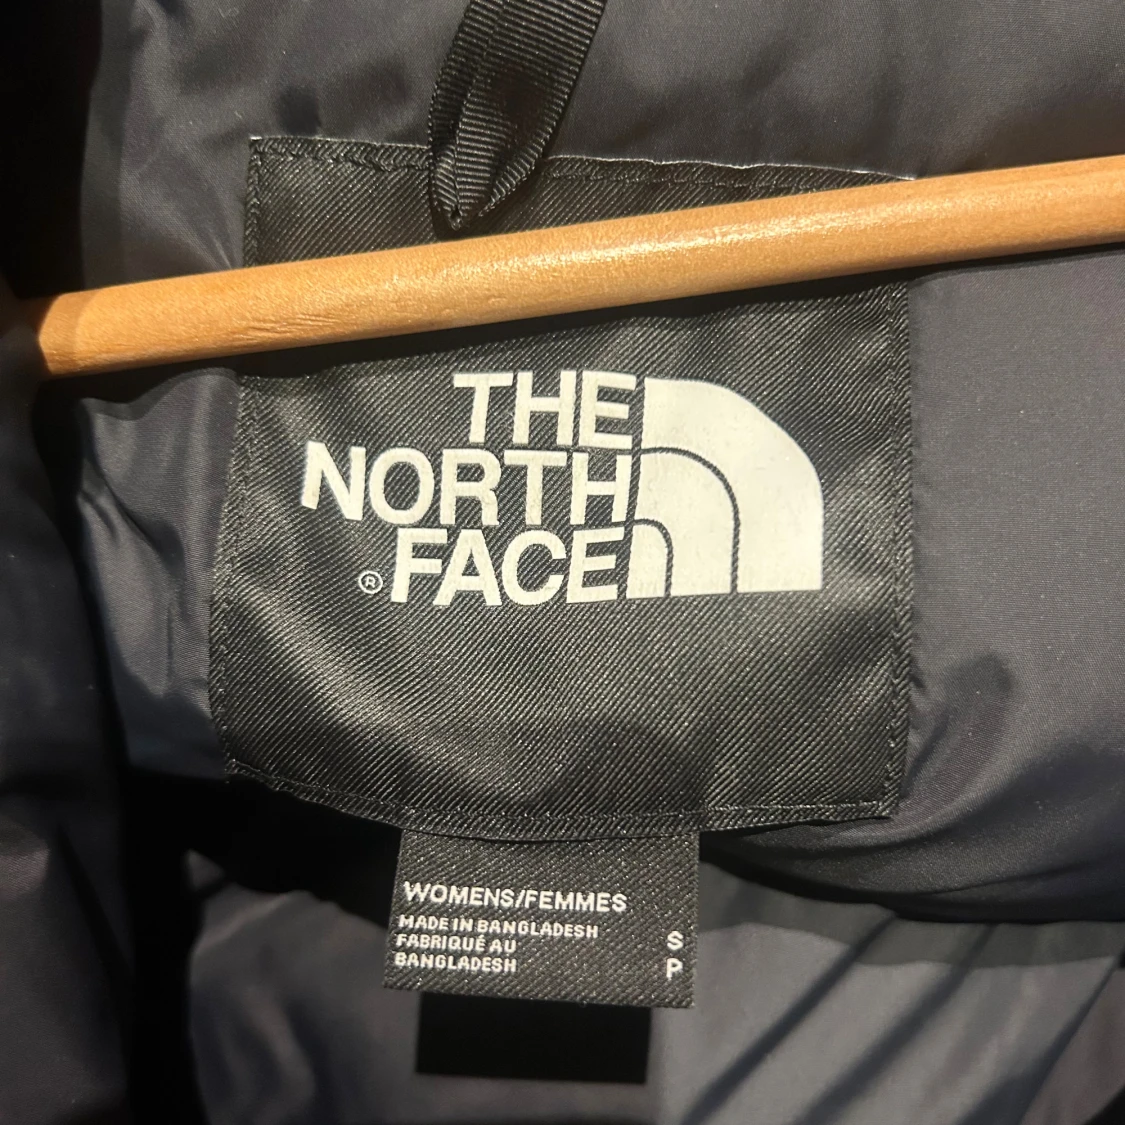 THE
NORTH
® FACE
WOMENS/FEMMES
MADE IN BANGLADESH
FABRIQUÉ AU
BANGLADESH
S
P